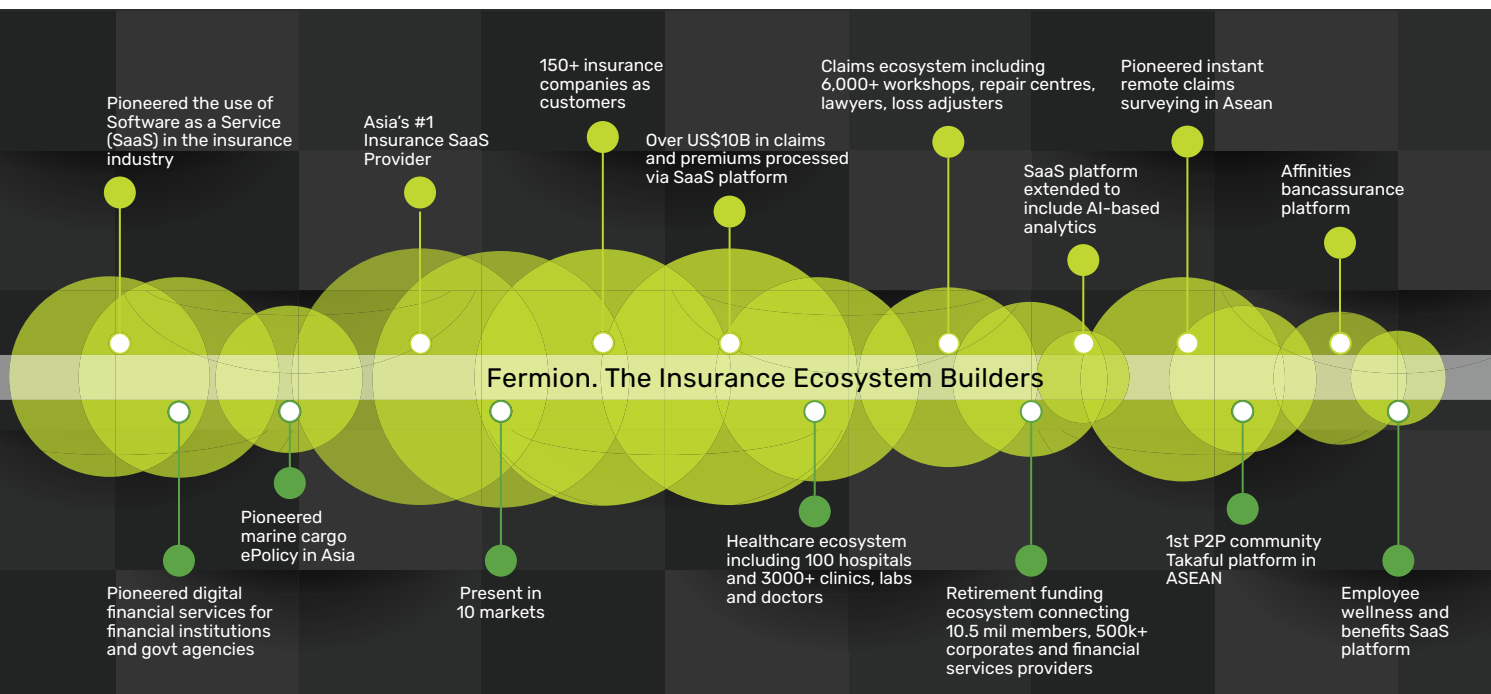 Pioneered the use of
Software as a Service
(SaaS) in the insurance
industry
Asia's #1
Insurance SaaS
Provider
150+ insurance
companies as
customers
Over US$10B in claims
and premiums processed
via SaaS platform
Claims ecosystem including
6,000+ workshops, repair centres,
lawyers, loss adjusters
SaaS platform
extended to
include AI-based
analytics
Pioneered instant
remote claims
surveying in Asean
Affinities
bancassurance
platform
Fermion. The Insurance Ecosystem Builders
Pioneered digital
financial services for
financial institutions
and govt agencies
Pioneered
marine cargo
ePolicy in Asia
Present in
10 markets
Healthcare ecosystem
including 100 hospitals
and 3000+ clinics, labs
and doctors
Retirement funding
ecosystem connecting
10.5 mil members, 500k+
corporates and financial
services providers
1st P2P community
Takaful platform in
ASEAN
Employee
wellness and
benefits SaaS
platform